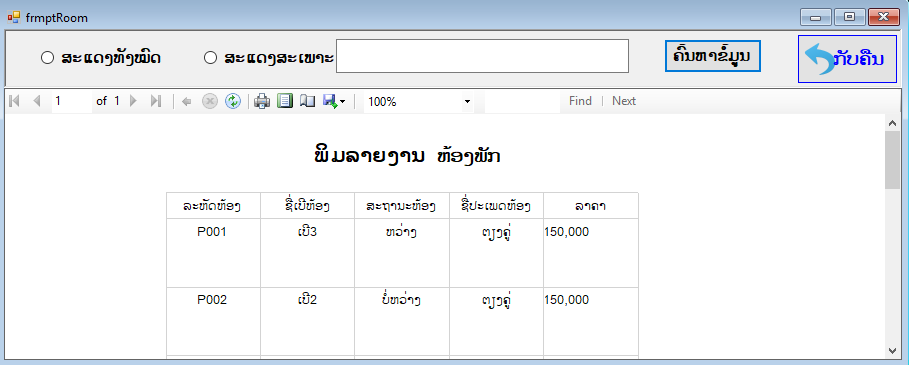 frmptRoom
ສະແດງທັງໝົດ ສະແດງສະເພາະ ຄົ້ນຫາຂໍ້ມູນ ກັບຄືນ
1 of 1 100% Find | Next
ພິມລາຍງານ ຫ້ອງພັກ
ລະຫັດຫ້ອງ ຊື່ເບີຫ້ອງ ສະຖານະຫ້ອງ ຊື່ປະເພດຫ້ອງ ລາຄາ
P001 ເບີ3 ຫວ່າງ ຕຽງຄູ່ 150,000
P002 ເບີ2 ບໍ່ຫວ່າງ ຕຽງຄູ່ 150,000